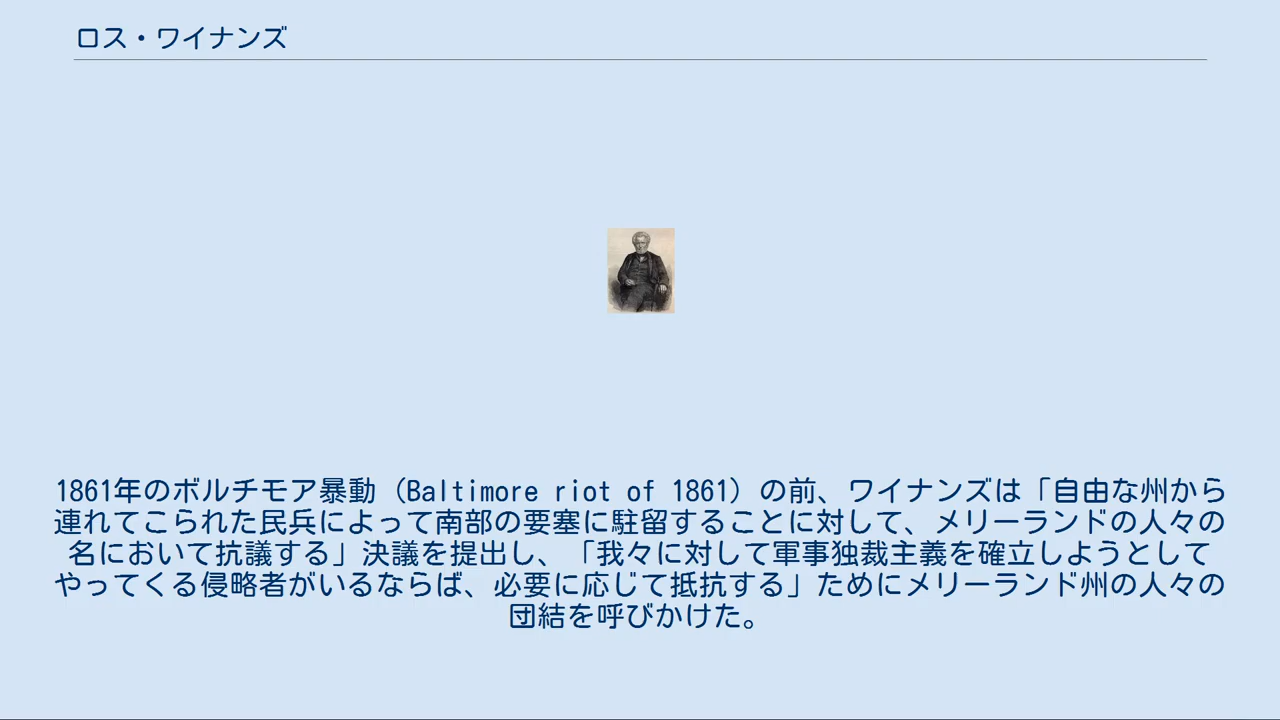 ロス・ワイナンズ
1861年のボルチモア暴動（Baltimore riot of 1861）の前、ワイナンズは「自由な州から
連れてこられた民兵によって南部の要塞に駐留することに対して、メリーランドの人々の
名において抗議する」決議を提出し、「我々に対して軍事独裁主義を確立しようとして
やってくる侵略者がいるならば、必要に応じて抵抗する」ためにメリーランド州の人々の
団結を呼びかけた。